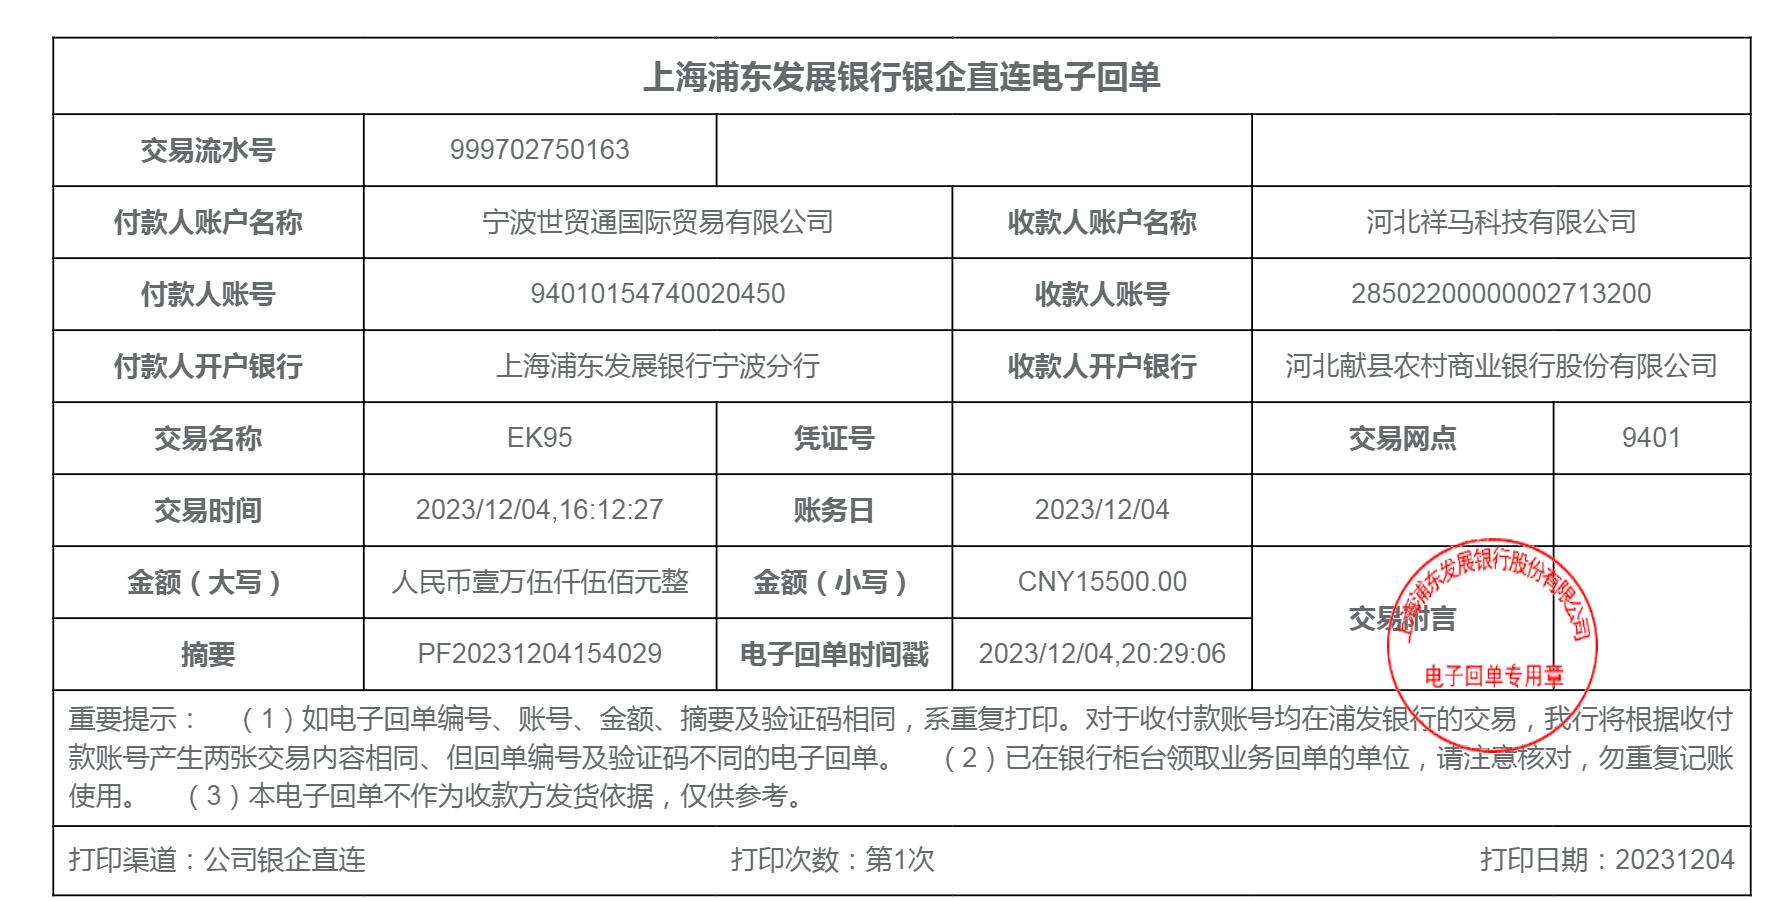 上海浦东发展银行银企直连电子回单
交易流水号 999702750163
付款人账户名称 宁波世贸通国际贸易有限公司 收款人账户名称 河北祥马科技有限公司
付款人账号 94010154740020450 收款人账号 28502200000002713200
付款人开户银行 上海浦东发展银行宁波分行 收款人开户银行 河北献县农村商业银行股份有限公司
交易名称 EK95 凭证号 交易网点 9401
交易时间 2023/12/04,16:12:27 账务日 2023/12/04
金额（大写） 人民币壹万伍仟伍佰元整 金额（小写） CNY15500.00
交易附言
摘要 PF20231204154029 电子回单时间戳 2023/12/04,20:29:06
上海浦东发展银行股份有限公司
电子回单专用章
重要提示： （1）如电子回单编号、账号、金额、摘要及验证码相同，系重复打印。对于收付款账号均在浦发银行的交易，我行将根据收付
款账号产生两张交易内容相同、但回单编号及验证码不同的电子回单。 （2）已在银行柜台领取业务回单的单位，请注意核对，勿重复记账
使用。 （3）本电子回单不作为收款方发货依据，仅供参考。
打印渠道：公司银企直连 打印次数：第1次 打印日期：20231204